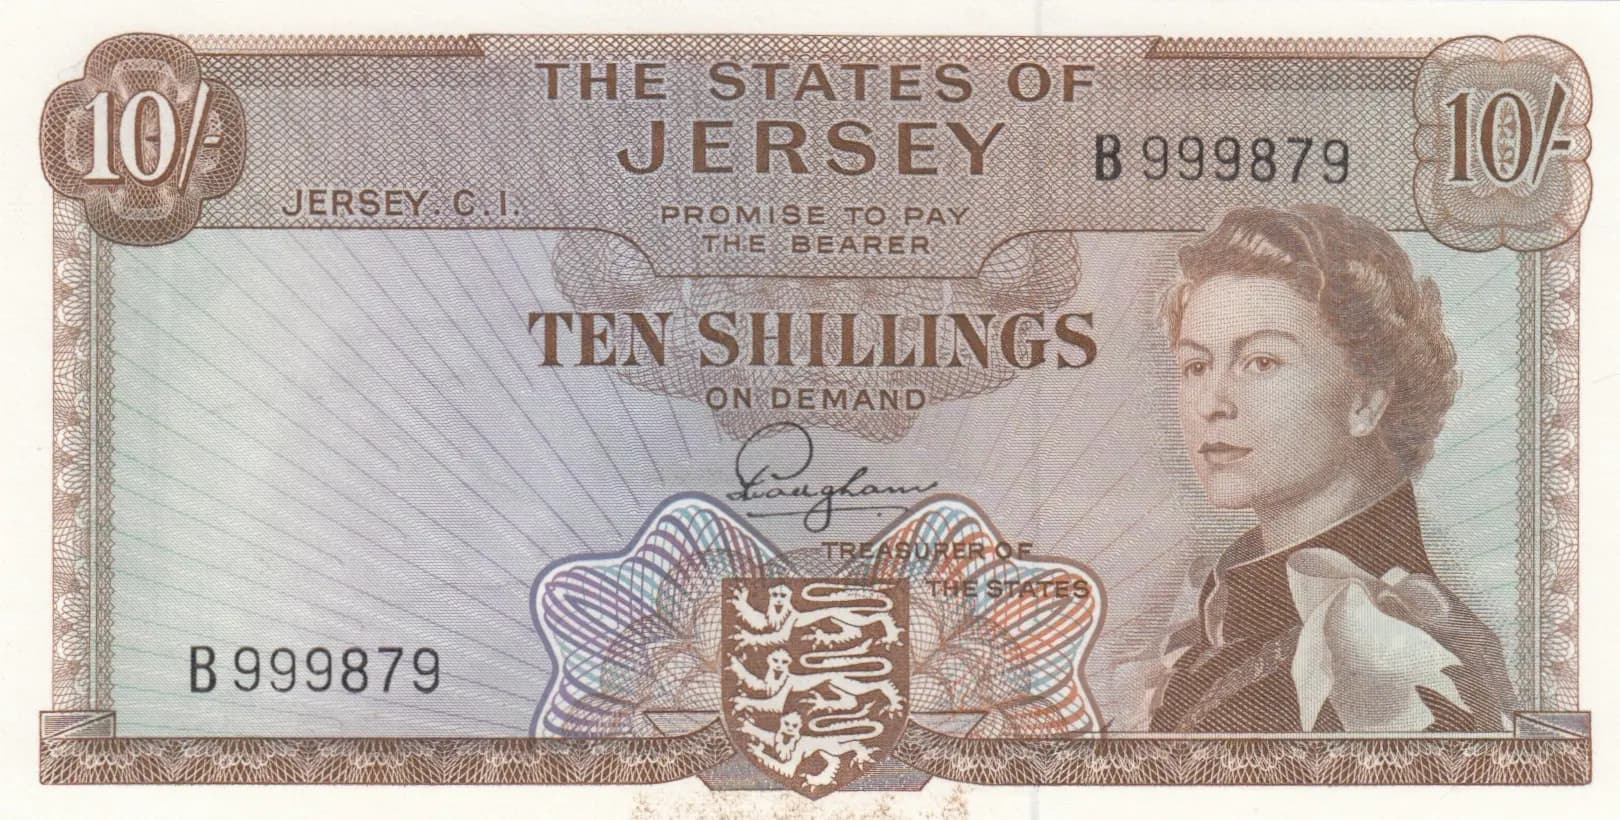 10/-
THE STATES OF
JERSEY
B 999879
10/-
JERSEY. C.I.
PROMISE TO PAY
THE BEARER
TEN SHILLINGS
ON DEMAND
TREASURER OF
THE STATES
B 999879